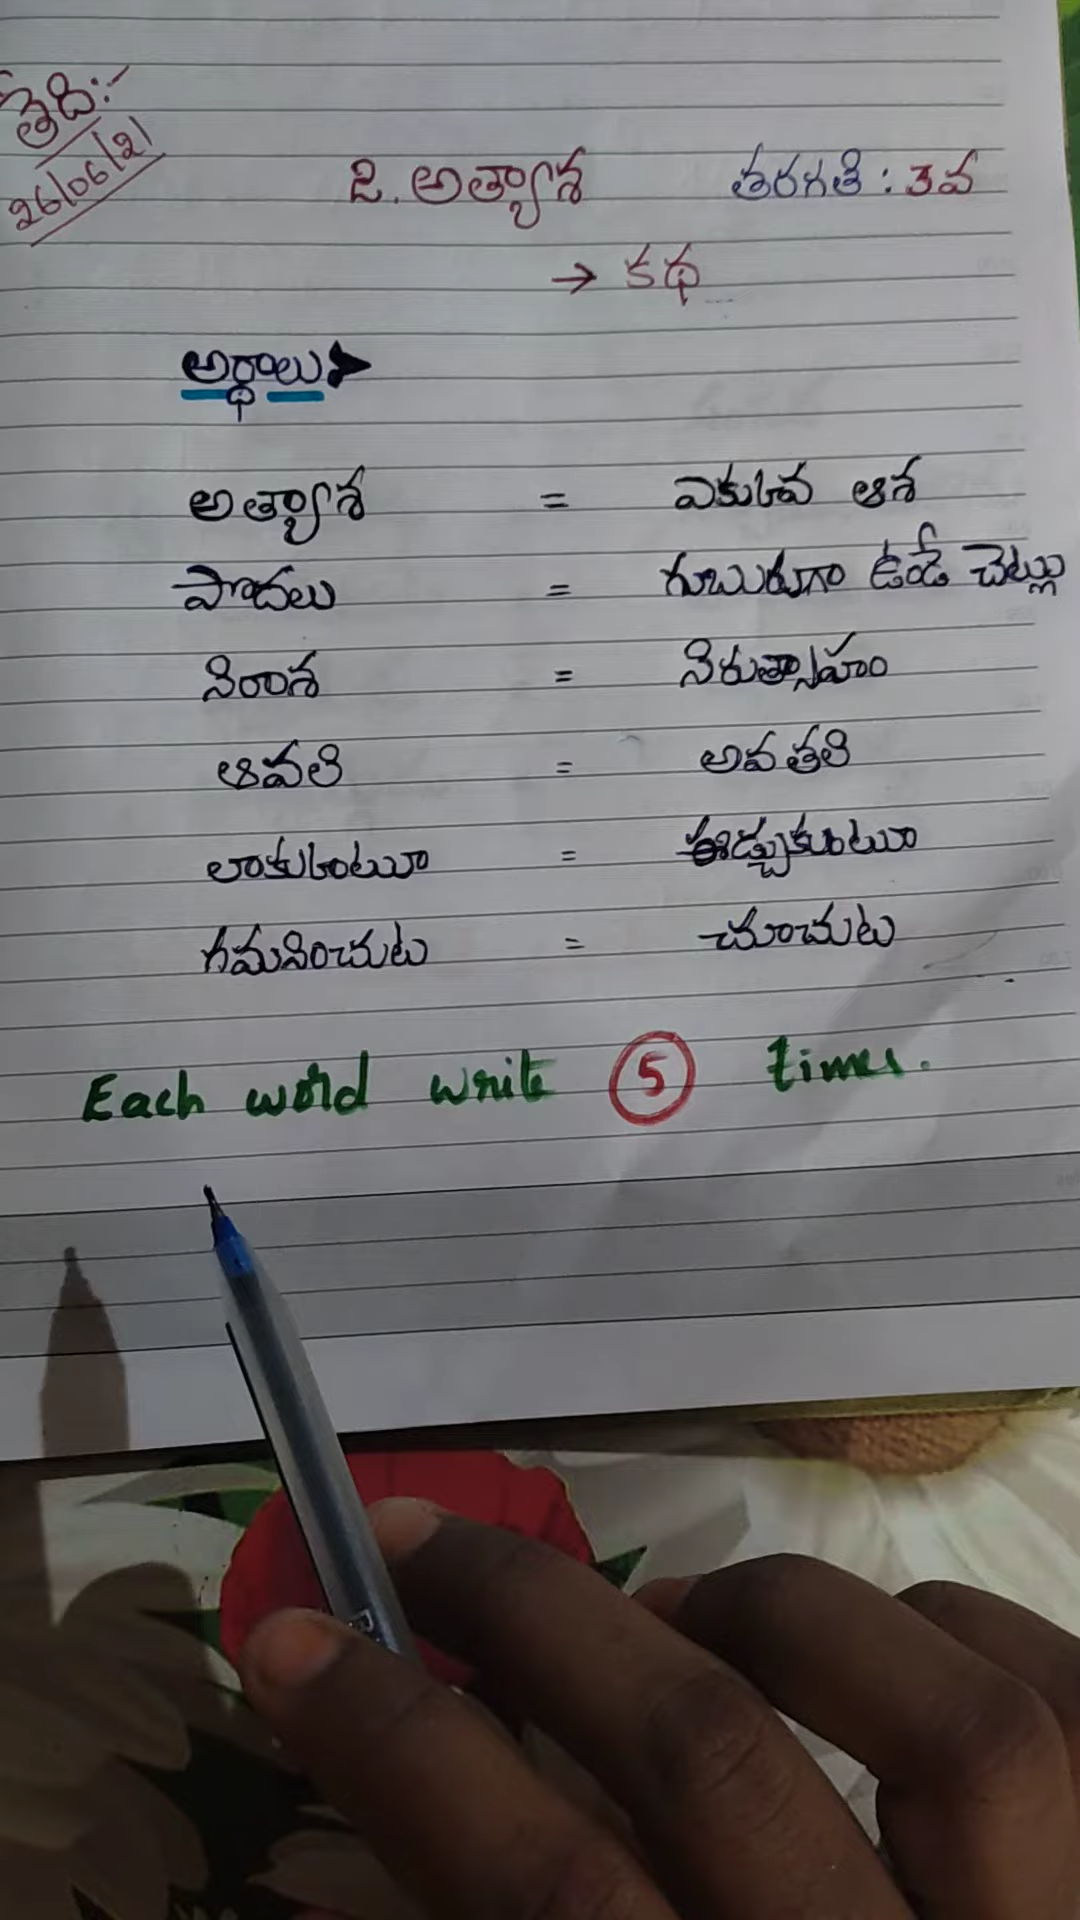 తేది:-
26/06/21
2. అత్యాశ తరగతి : 3వ
→ కథ
అర్థాలు➤
అత్యాశ = ఎక్కువ ఆశ
పొదలు = గుబురుగా ఉండే చెట్లు
నిరాశ = నిరుత్సాహం
ఆవలి = అవతలి
లాక్కుంటూ = ఈడ్చుకుంటూ
గమనించుట = చూచుట
Each word write 5 times.